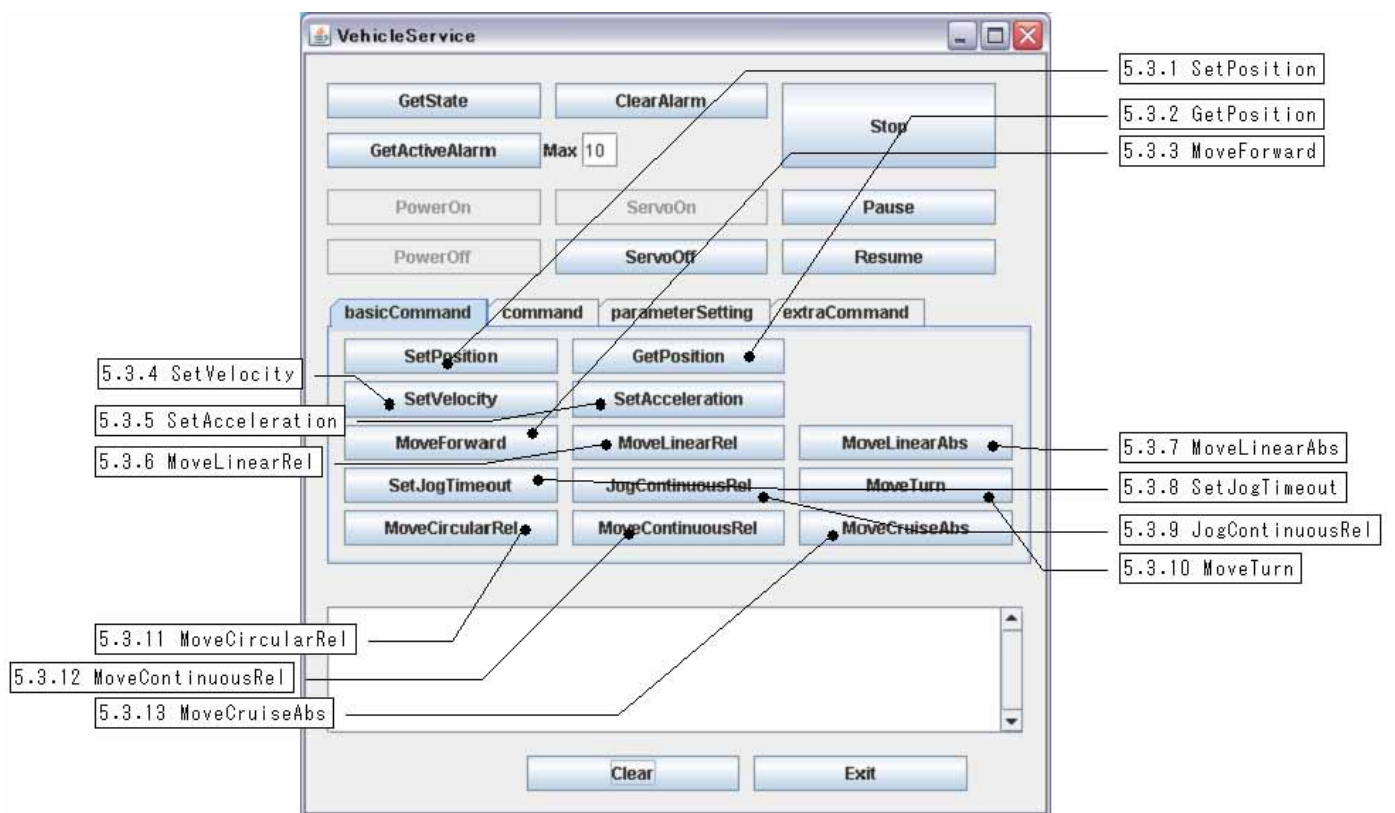 VehicleService
5.3.1 SetPosition
GetState
ClearAlarm
Stop
5.3.2 GetPosition
GetActiveAlarm
Max 10
5.3.3 MoveForward
PowerOn
ServoOn
Pause
PowerOff
ServoOff
Resume
basicCommand
command
parameterSetting
extraCommand
SetPosition
GetPosition
5.3.4 SetVelocity
SetVelocity
SetAcceleration
5.3.5 SetAcceleration
MoveForward
MoveLinearRel
MoveLinearAbs
5.3.6 MoveLinearRel
5.3.7 MoveLinearAbs
SetJogTimeout
JogContinuousRel
MoveTurn
5.3.8 SetJogTimeout
MoveCircularRel
MoveContinuousRel
MoveCruiseAbs
5.3.9 JogContinuousRel
5.3.10 MoveTurn
5.3.11 MoveCircularRel
5.3.12 MoveContinuousRel
5.3.13 MoveCruiseAbs
Clear
Exit